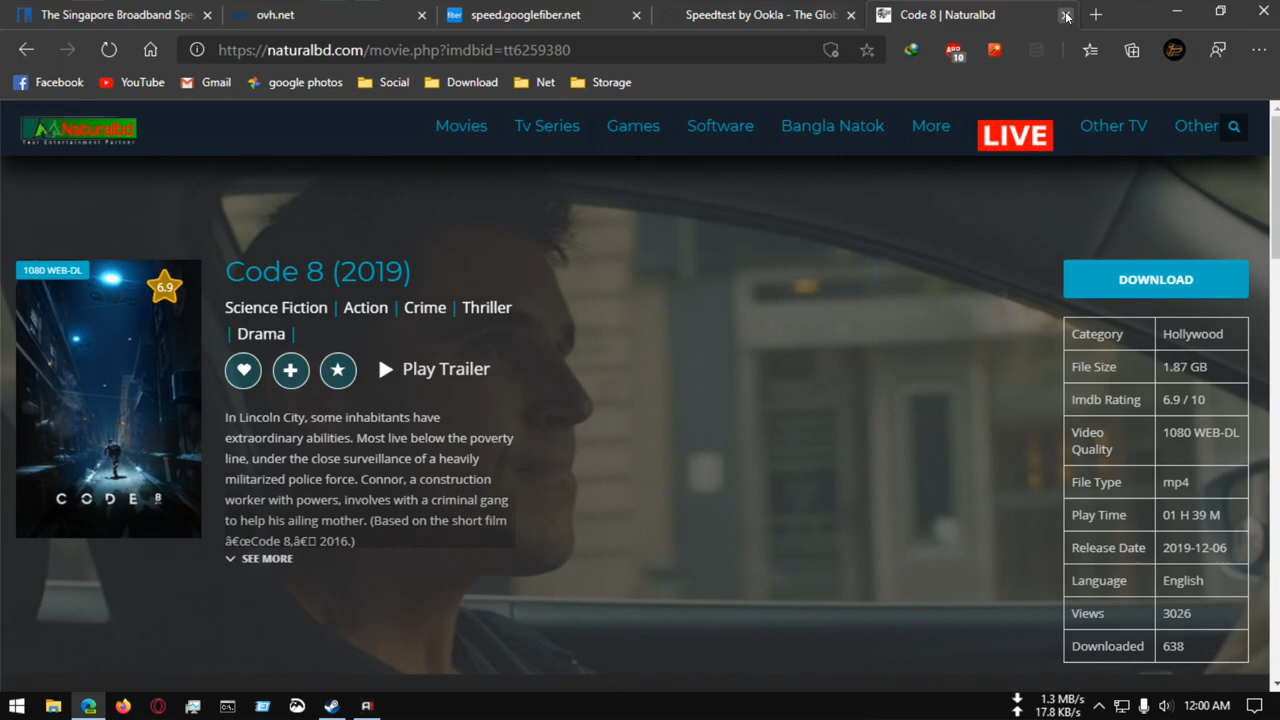 The Singapore Broadband Spe
ovh.net
fiber speed.googlefiber.net
Speedtest by Ookla - The Glob
Code 8 | Naturalbd
https://naturalbd.com/movie.php?imdbid=tt6259380
10
Facebook
YouTube
Gmail
google photos
Social
Download
Net
Storage
Naturalbd
Your Entertainment Partner
Movies
Tv Series
Games
Software
Bangla Natok
More
LIVE
Other TV
Other
1080 WEB-DL
6.9
CODE 8
Code 8 (2019)
Science Fiction | Action | Crime | Thriller
| Drama |
Play Trailer
In Lincoln City, some inhabitants have
extraordinary abilities. Most live below the poverty
line, under the close surveillance of a heavily
militarized police force. Connor, a construction
worker with powers, involves with a criminal gang
to help his ailing mother. (Based on the short film
â€œCode 8,â€ 2016.)
SEE MORE
DOWNLOAD
Category Hollywood
File Size 1.87 GB
Imdb Rating 6.9 / 10
Video 1080 WEB-DL
Quality
File Type mp4
Play Time 01 H 39 M
Release Date 2019-12-06
Language English
Views 3026
Downloaded 638
1.3 MB/s
17.8 KB/s
12:00 AM